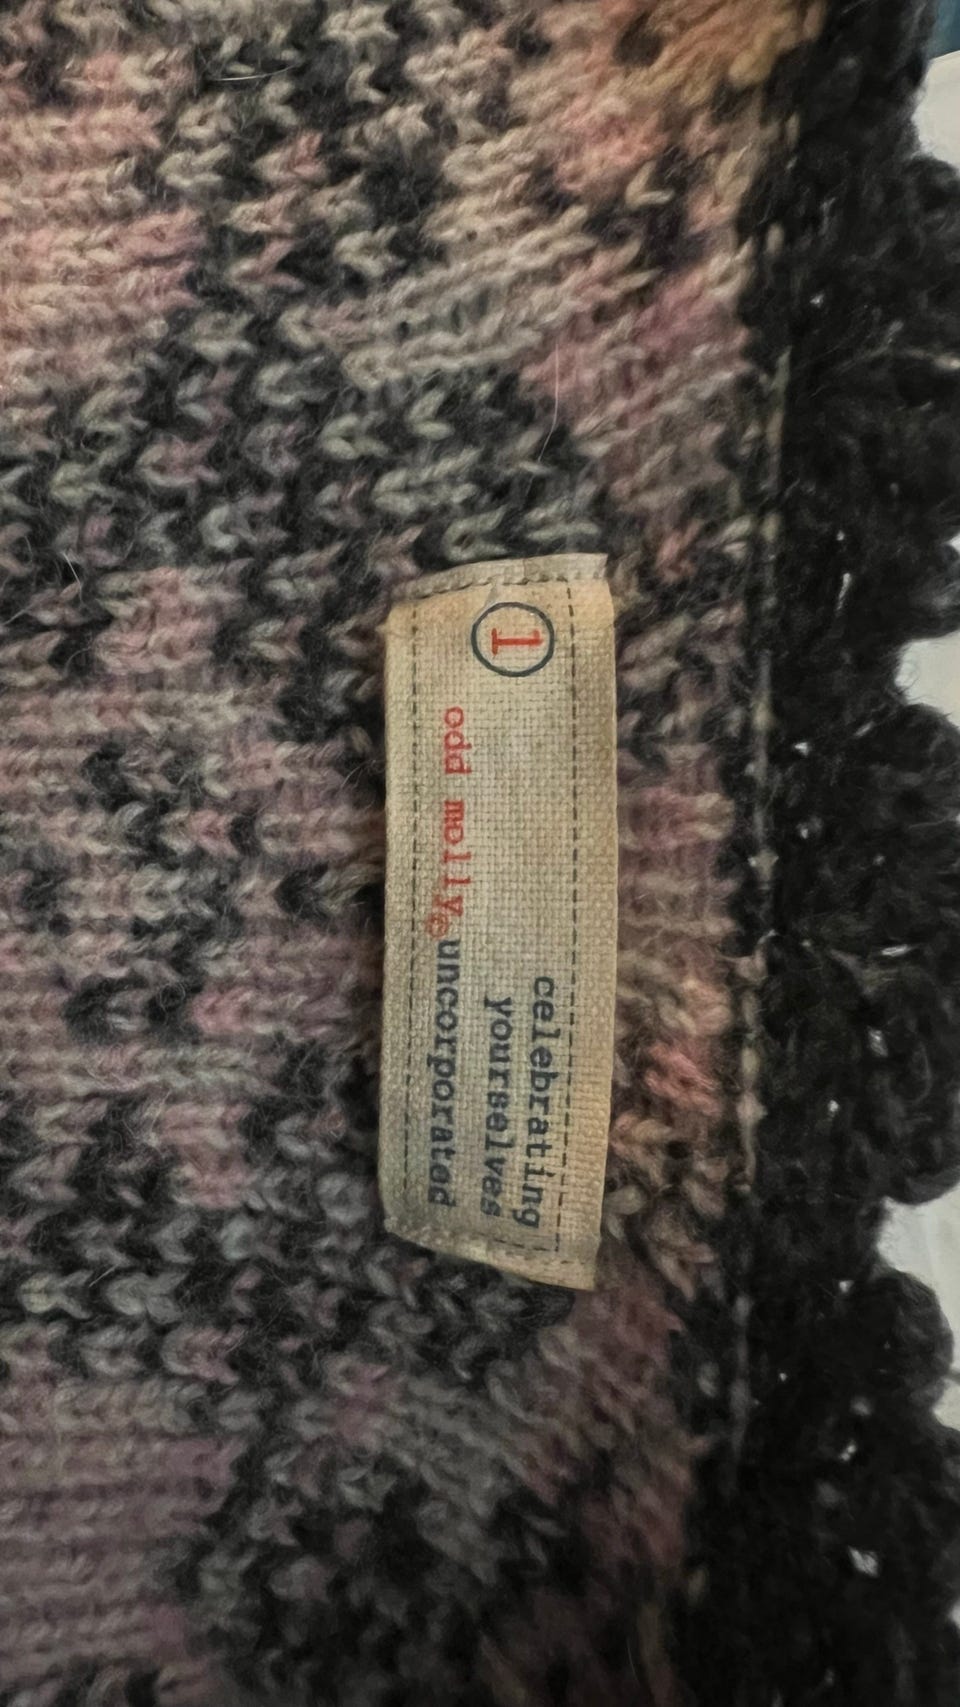 1
celebrating
yourselves
odd molly® uncorporated